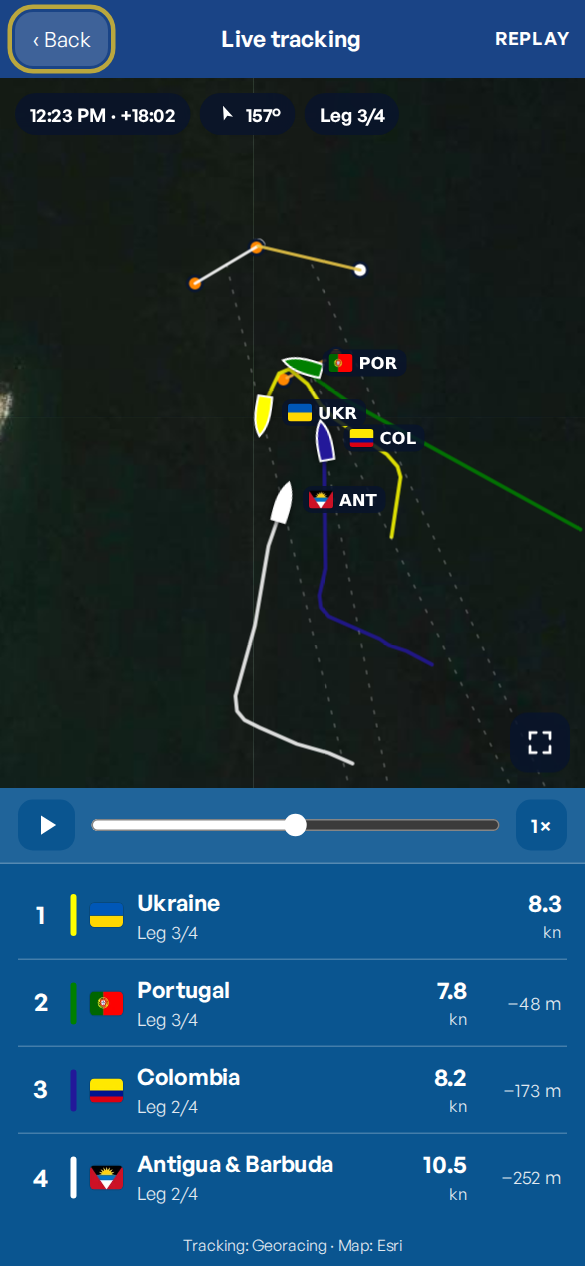 ‹ Back
Live tracking
REPLAY
12:23 PM · +18:02
157°
Leg 3/4
POR
UKR
COL
ANT
1×
1
Ukraine
8.3
Leg 3/4
kn
2
Portugal
7.8
−48 m
Leg 3/4
kn
3
Colombia
8.2
−173 m
Leg 2/4
kn
4
Antigua & Barbuda
10.5
−252 m
Leg 2/4
kn
Tracking: Georacing · Map: Esri